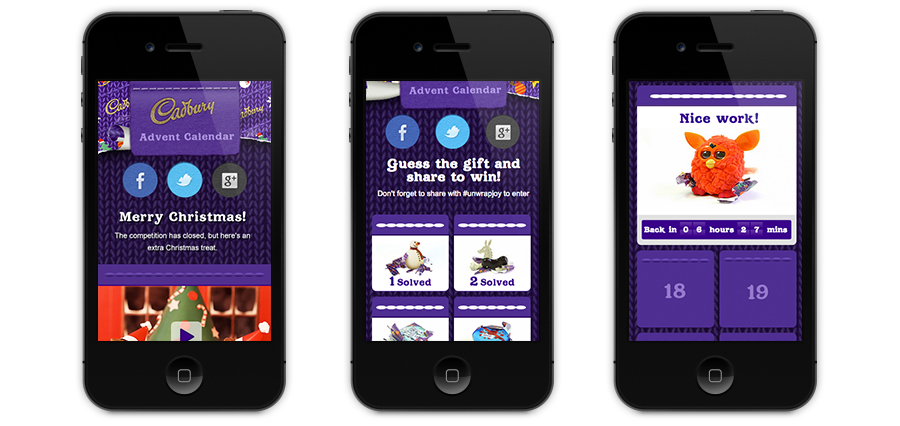 Cadbury
Advent Calendar
f
g+
Merry Christmas!
The competition has closed, but here's an
extra Christmas treat.
Advent Calendar
f
g+
Guess the gift and
share to win!
Don't forget to share with #unwrapjoy to enter
1 Solved
2 Solved
Nice work!
Back in 0 6 hours 2 7 mins
18
19